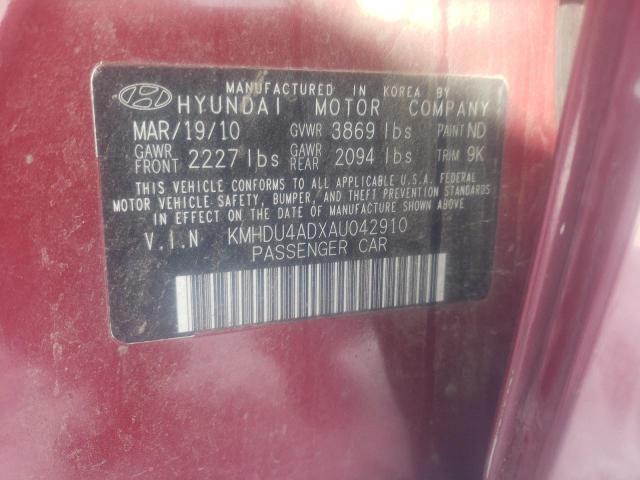 MANUFACTURED IN KOREA BY
HYUNDAI MOTOR COMPANY
MAR/19/10 GVWR 3869 lbs PAINT ND
GAWR FRONT 2227 lbs GAWR REAR 2094 lbs TRIM 9K
THIS VEHICLE CONFORMS TO ALL APPLICABLE U.S.A. FEDERAL
MOTOR VEHICLE SAFETY, BUMPER, AND THEFT PREVENTION STANDARDS
IN EFFECT ON THE DATE OF MANUFACTURE SHOWN ABOVE.
V.I.N KMHDU4ADXAU042910
PASSENGER CAR